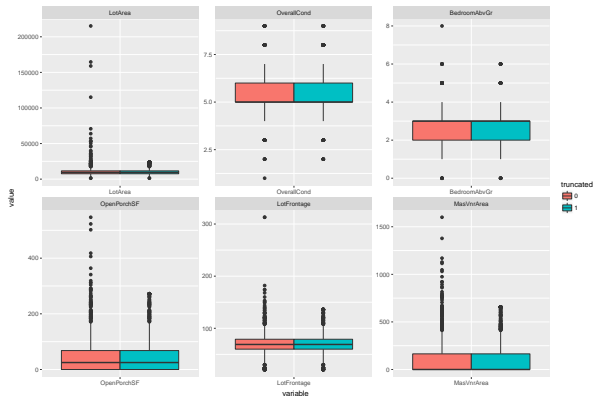 LotArea
OverallCond
BedroomAbvGr
200000
150000
100000
50000
0
7.5
5.0
2.5
8
6
4
2
0
LotArea
OverallCond
BedroomAbvGr
value
OpenPorchSF
LotFrontage
MasVnrArea
400
200
0
300
200
100
1500
1000
500
0
OpenPorchSF
LotFrontage
MasVnrArea
variable
truncated
0
1